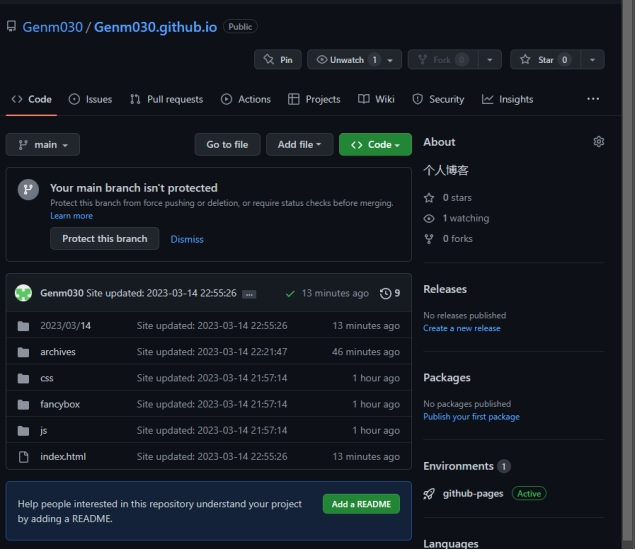 Genm030 / Genm030.github.io Public
Pin Unwatch 1 Fork 0 Star 0
Code Issues Pull requests Actions Projects Wiki Security Insights ...
main Go to file Add file Code
Your main branch isn't protected
Protect this branch from force pushing or deletion, or require status checks before merging.
Learn more
Protect this branch Dismiss
Genm030 Site updated: 2023-03-14 22:55:26 ... 13 minutes ago 9
2023/03/14 Site updated: 2023-03-14 22:55:26 13 minutes ago
archives Site updated: 2023-03-14 22:21:47 46 minutes ago
css Site updated: 2023-03-14 21:57:14 1 hour ago
fancybox Site updated: 2023-03-14 21:57:14 1 hour ago
js Site updated: 2023-03-14 21:57:14 1 hour ago
index.html Site updated: 2023-03-14 22:55:26 13 minutes ago
Help people interested in this repository understand your project
by adding a README.
Add a README
About
个人博客
0 stars
1 watching
0 forks
Releases
No releases published
Create a new release
Packages
No packages published
Publish your first package
Environments 1
github-pages Active
Languages